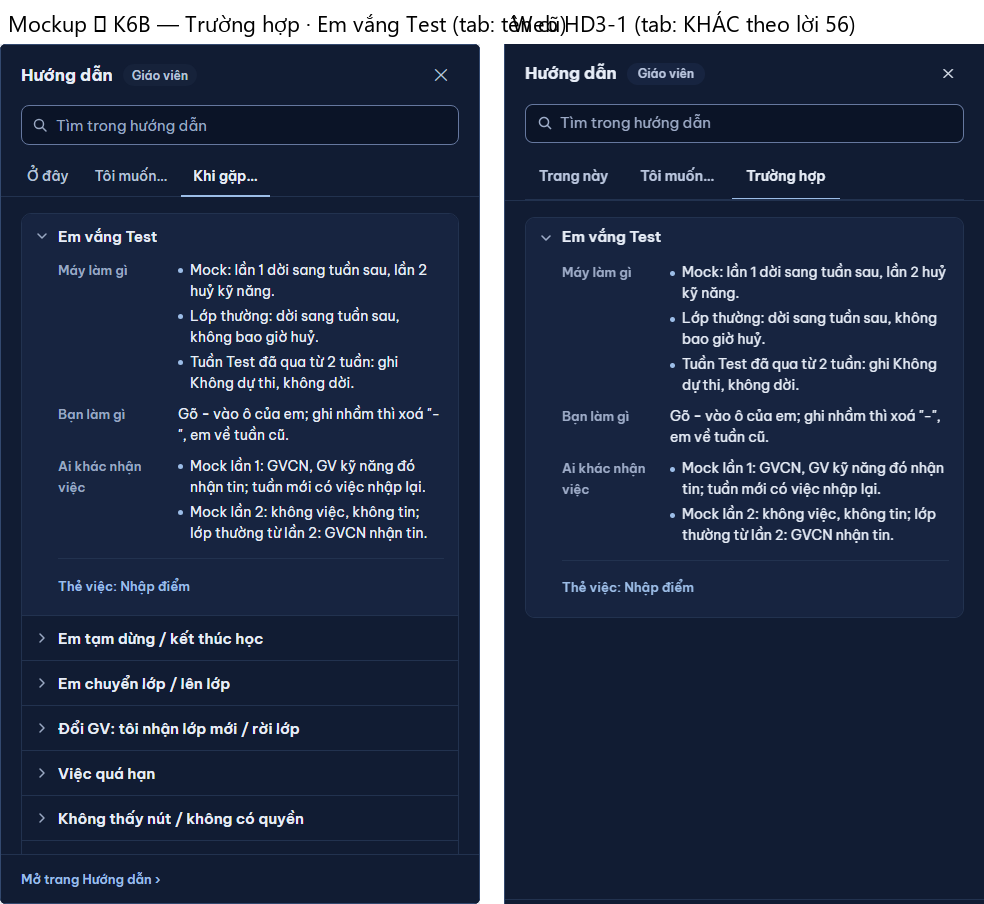 Mockup K6B — Trường hợp · Em vắng Test (tab: tên cũ)
Web HD3-1 (tab: KHÁC theo lời 56)
Hướng dẫn Giáo viên
Tìm trong hướng dẫn
Ở đây Tôi muốn... Khi gặp...
Em vắng Test
Máy làm gì
Mock: lần 1 dời sang tuần sau, lần 2
huỷ kỹ năng.
Lớp thường: dời sang tuần sau,
không bao giờ huỷ.
Tuần Test đã qua từ 2 tuần: ghi
Không dự thi, không dời.
Bạn làm gì
Gõ - vào ô của em; ghi nhầm thì xoá "-
", em về tuần cũ.
Ai khác nhận
việc
Mock lần 1: GVCN, GV kỹ năng đó
nhận tin; tuần mới có việc nhập lại.
Mock lần 2: không việc, không tin;
lớp thường từ lần 2: GVCN nhận tin.
Thẻ việc: Nhập điểm
Em tạm dừng / kết thúc học
Em chuyển lớp / lên lớp
Đổi GV: tôi nhận lớp mới / rời lớp
Việc quá hạn
Không thấy nút / không có quyền
Mở trang Hướng dẫn ›
Hướng dẫn Giáo viên
Tìm trong hướng dẫn
Trang này Tôi muốn... Trường hợp
Em vắng Test
Máy làm gì
Mock: lần 1 dời sang tuần sau, lần 2 huỷ
kỹ năng.
Lớp thường: dời sang tuần sau, không
bao giờ huỷ.
Tuần Test đã qua từ 2 tuần: ghi Không
dự thi, không dời.
Bạn làm gì
Gõ - vào ô của em; ghi nhầm thì xoá "-",
em về tuần cũ.
Ai khác nhận
việc
Mock lần 1: GVCN, GV kỹ năng đó nhận
tin; tuần mới có việc nhập lại.
Mock lần 2: không việc, không tin; lớp
thường từ lần 2: GVCN nhận tin.
Thẻ việc: Nhập điểm